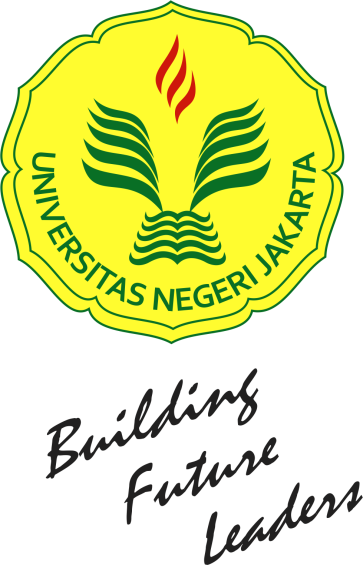 UNIVERSITAS NEGERI JAKARTA
Building
Future
Leaders